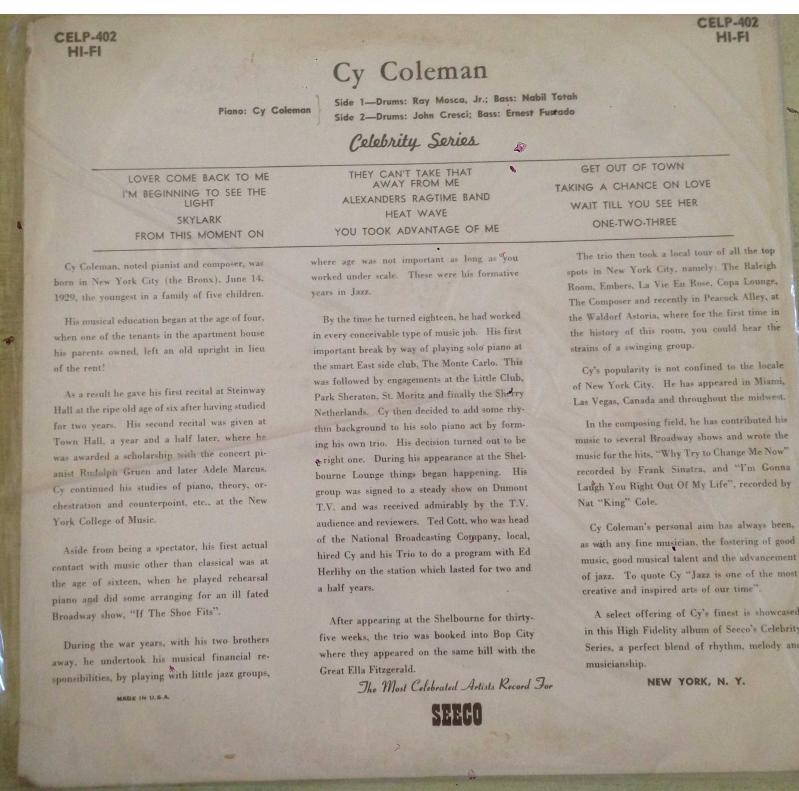 CELP-402
HI-FI
CELP-402
HI-FI
Cy Coleman
Piano: Cy Coleman
Side 1—Drums: Ray Mosca, Jr.; Bass: Nabil Totah
Side 2—Drums: John Cresci; Bass: Ernest Furtado
Celebrity Series
LOVER COME BACK TO ME
I'M BEGINNING TO SEE THE
LIGHT
SKYLARK
FROM THIS MOMENT ON
THEY CAN'T TAKE THAT
AWAY FROM ME
ALEXANDERS RAGTIME BAND
HEAT WAVE
YOU TOOK ADVANTAGE OF ME
GET OUT OF TOWN
TAKING A CHANCE ON LOVE
WAIT TILL YOU SEE HER
ONE-TWO-THREE
Cy Coleman, noted pianist and composer, was
born in New York City (the Bronx), June 14,
1929, the youngest in a family of five children.
His musical education began at the age of four,
when one of the tenants in the apartment house
his parents owned, left an old upright in lieu
of the rent!
As a result he gave his first recital at Steinway
Hall at the ripe old age of six after having studied
for two years. His second recital was given at
Town Hall, a year and a half later, where he
was awarded a scholarship with the concert pi-
anist Rudolph Gruen and later Adele Marcus.
Cy continued his studies of piano, theory, or-
chestration and counterpoint, etc., at the New
York College of Music.
Aside from being a spectator, his first actual
contact with music other than classical was at
the age of sixteen, when he played rehearsal
piano and did some arranging for an ill fated
Broadway show, "If The Shoe Fits".
During the war years, with his two brothers
away, he undertook his musical financial re-
sponsibilities, by playing with little jazz groups,
MADE IN U.S.A.
where age was not important as long as you
worked under scale. These were his formative
years in Jazz.
By the time he turned eighteen, he had worked
in every conceivable type of music job. His first
important break by way of playing solo piano at
the smart East side club, The Monte Carlo. This
was followed by engagements at the Little Club,
Park Sheraton, St. Moritz and finally the Sherry
Netherlands. Cy then decided to add some rhy-
thm background to his solo piano act by form-
ing his own trio. His decision turned out to be
a right one. During his appearance at the Shel-
bourne Lounge things began happening. His
group was signed to a steady show on Dumont
T.V. and was received admirably by the T.V.
audience and reviewers. Ted Cott, who was head
of the National Broadcasting Company, local,
hired Cy and his Trio to do a program with Ed
Herlihy on the station which lasted for two and
a half years.
After appearing at the Shelbourne for thirty-
five weeks, the trio was booked into Bop City
where they appeared on the same bill with the
Great Ella Fitzgerald.
The trio then took a local tour of all the top
spots in New York City, namely: The Raleigh
Room, Embers, La Vie En Rose, Copa Lounge,
The Composer and recently in Peacock Alley, at
the Waldorf Astoria, where for the first time in
the history of this room, you could hear the
strains of a swinging group.
Cy's popularity is not confined to the locale
of New York City. He has appeared in Miami,
Las Vegas, Canada and throughout the midwest.
In the composing field, he has contributed his
music to several Broadway shows and wrote the
music for the hits, "Why Try to Change Me Now"
recorded by Frank Sinatra, and "I'm Gonna
Laugh You Right Out Of My Life", recorded by
Nat "King" Cole.
Cy Coleman's personal aim has always been,
as with any fine musician, the fostering of good
music, good musical talent and the advancement
of jazz. To quote Cy "Jazz is one of the most
creative and inspired arts of our time".
A select offering of Cy's finest is showcased
in this High Fidelity album of Seeco's Celebrity
Series, a perfect blend of rhythm, melody and
musicianship.
NEW YORK, N. Y.
The Most Celebrated Artists Record For
SEECO